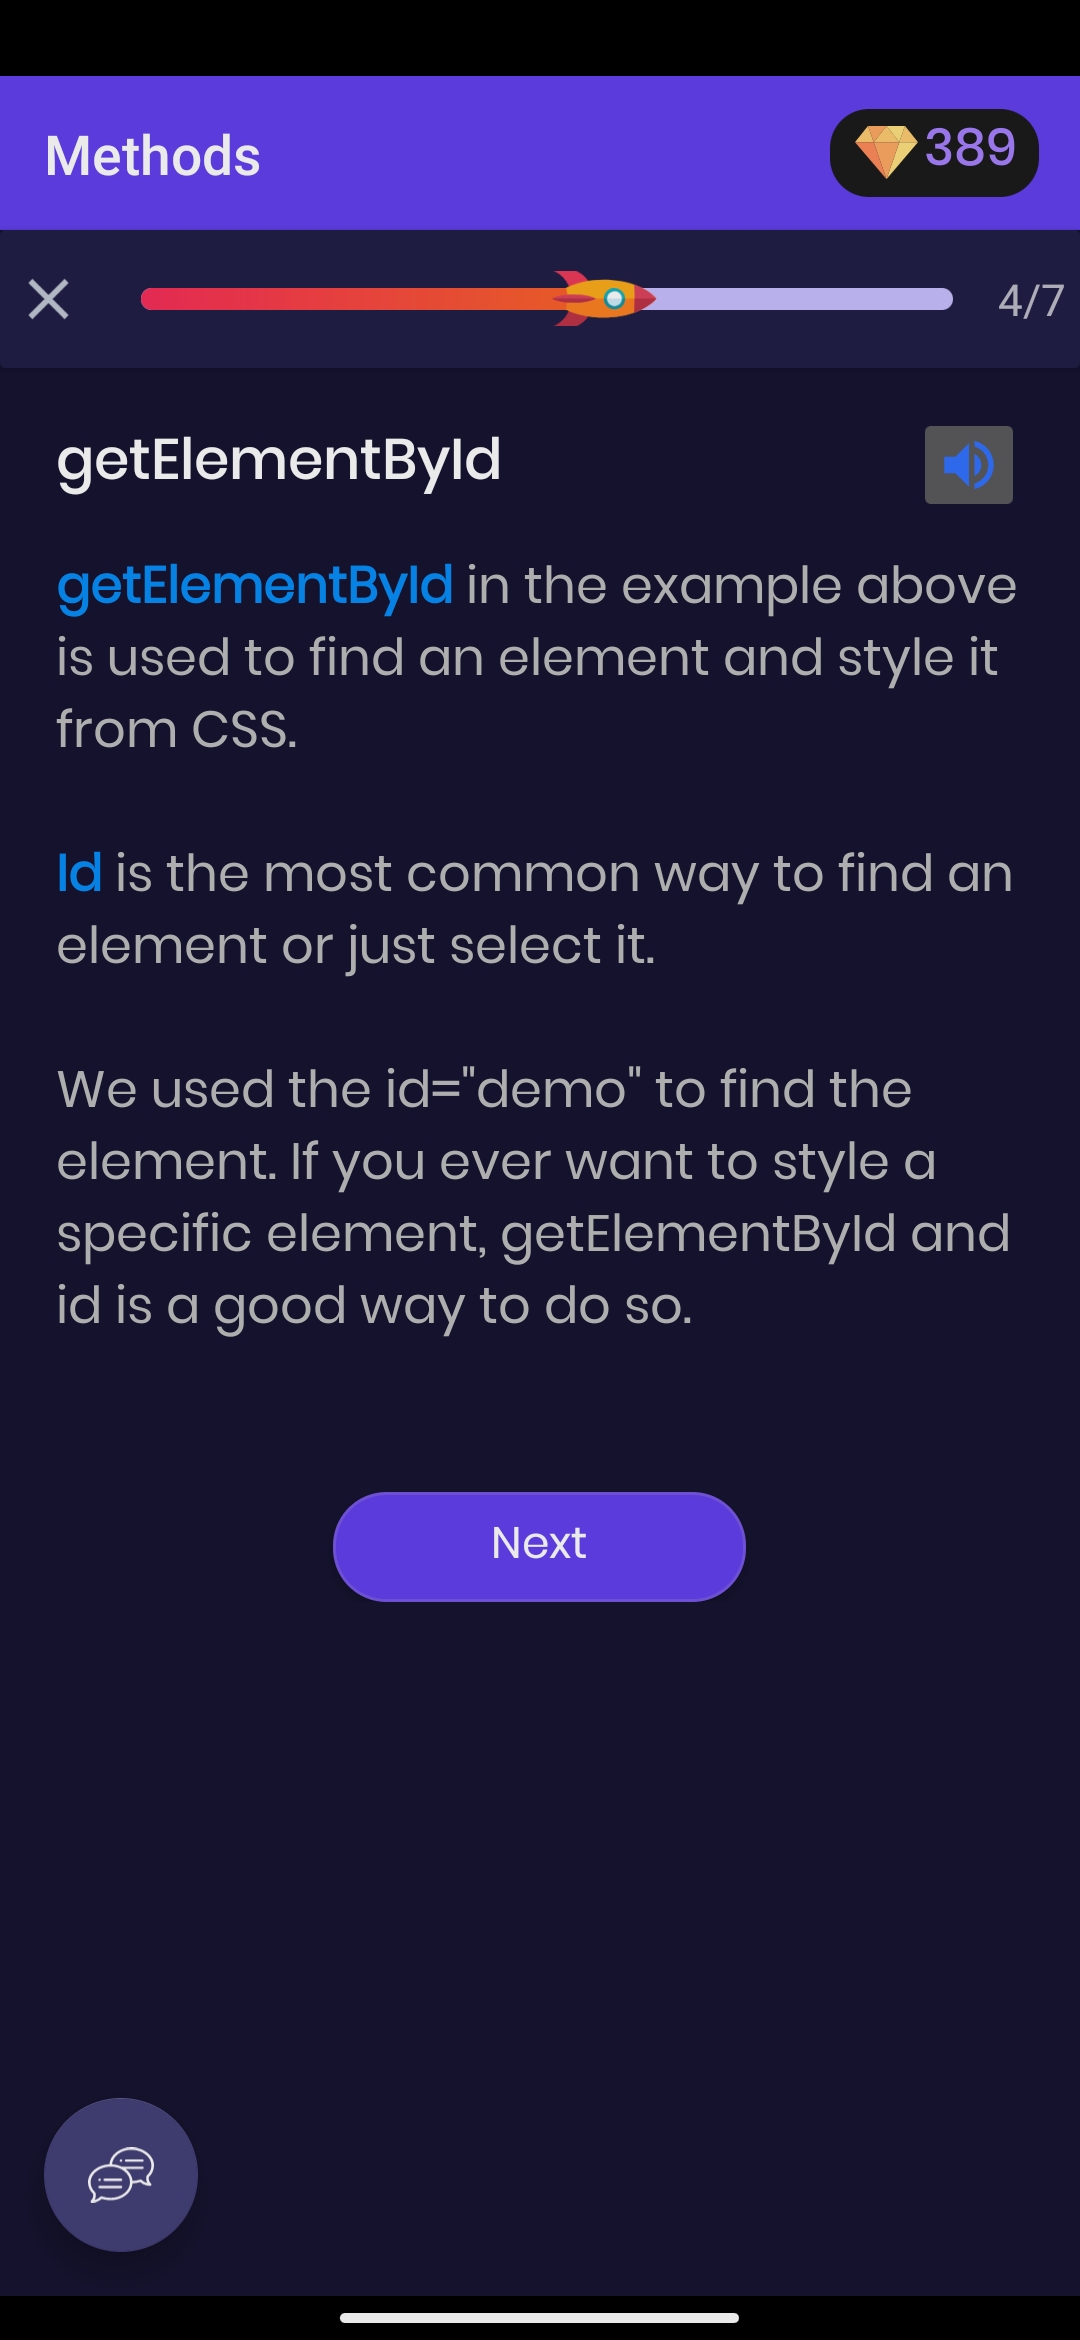 Methods
389
4/7
getElementById
getElementById in the example above
is used to find an element and style it
from CSS.
Id is the most common way to find an
element or just select it.
We used the id="demo" to find the
element. If you ever want to style a
specific element, getElementById and
id is a good way to do so.
Next